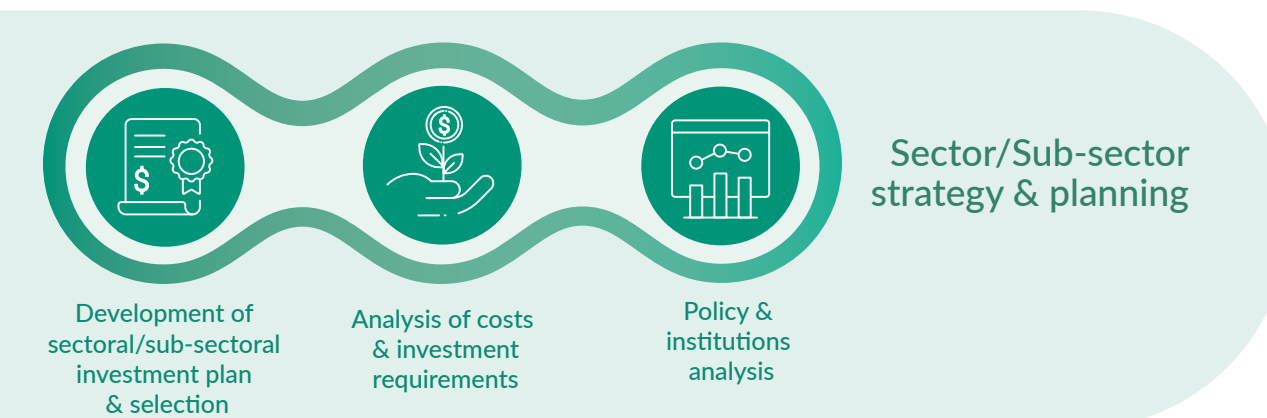 Sector/Sub-sector
strategy & planning
Development of
sectoral/sub-sectoral
investment plan
& selection
Analysis of costs
& investment
requirements
Policy &
institutions
analysis
$
$